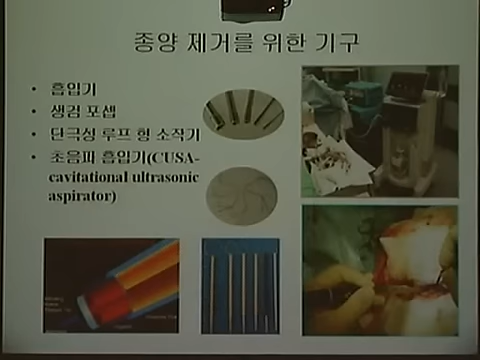 종양 제거를 위한 기구
• 흡입기
• 생검 포셉
• 단극성 루프 형 소작기
• 초음파 흡입기(CUSA-
cavitational ultrasonic
aspirator)